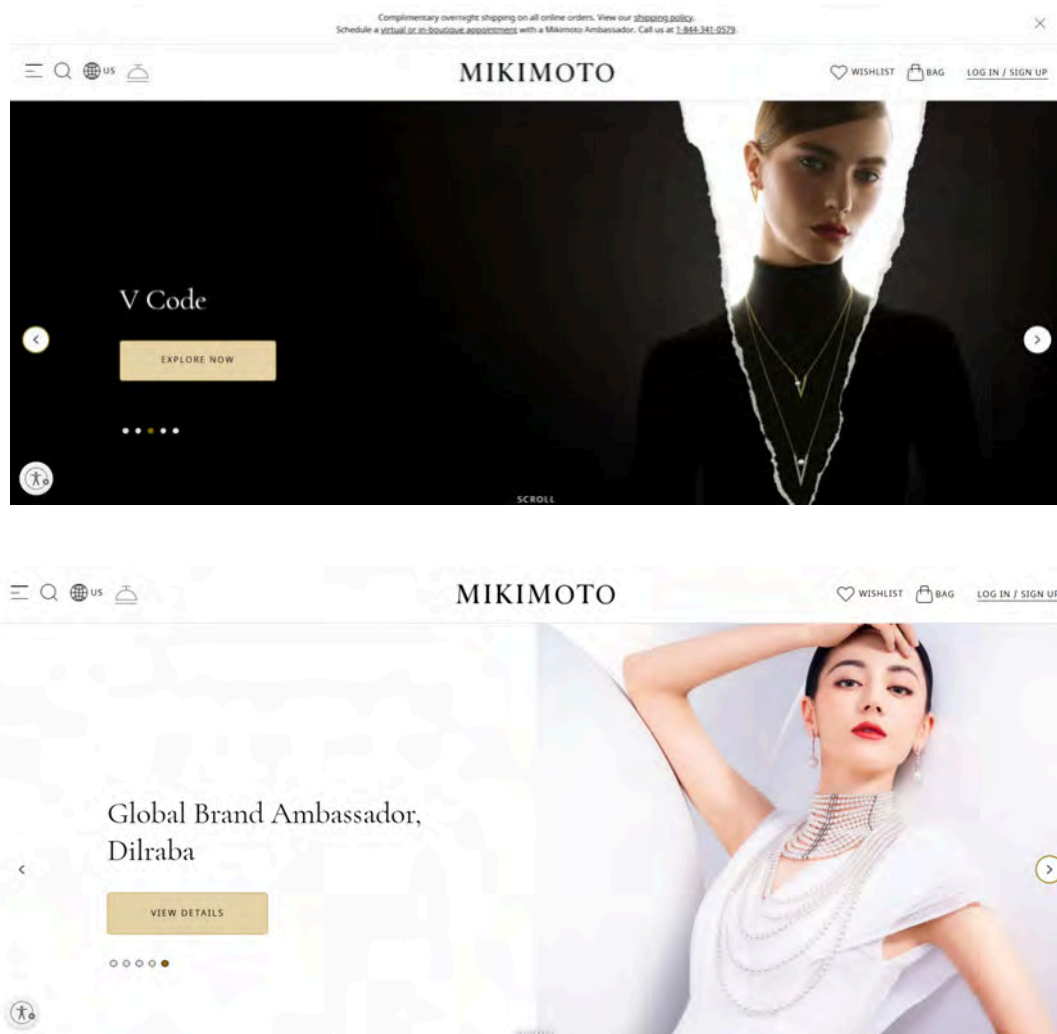 Complimentary overnight shipping on all online orders. View our shipping policy.
Schedule a virtual or in-boutique appointment with a Mikimoto Ambassador. Call us at 1-844-341-0579.
US
MIKIMOTO
WISHLIST BAG LOG IN / SIGN UP
V Code
EXPLORE NOW
SCROLL
US
MIKIMOTO
WISHLIST BAG LOG IN / SIGN UP
Global Brand Ambassador,
Dilraba
VIEW DETAILS